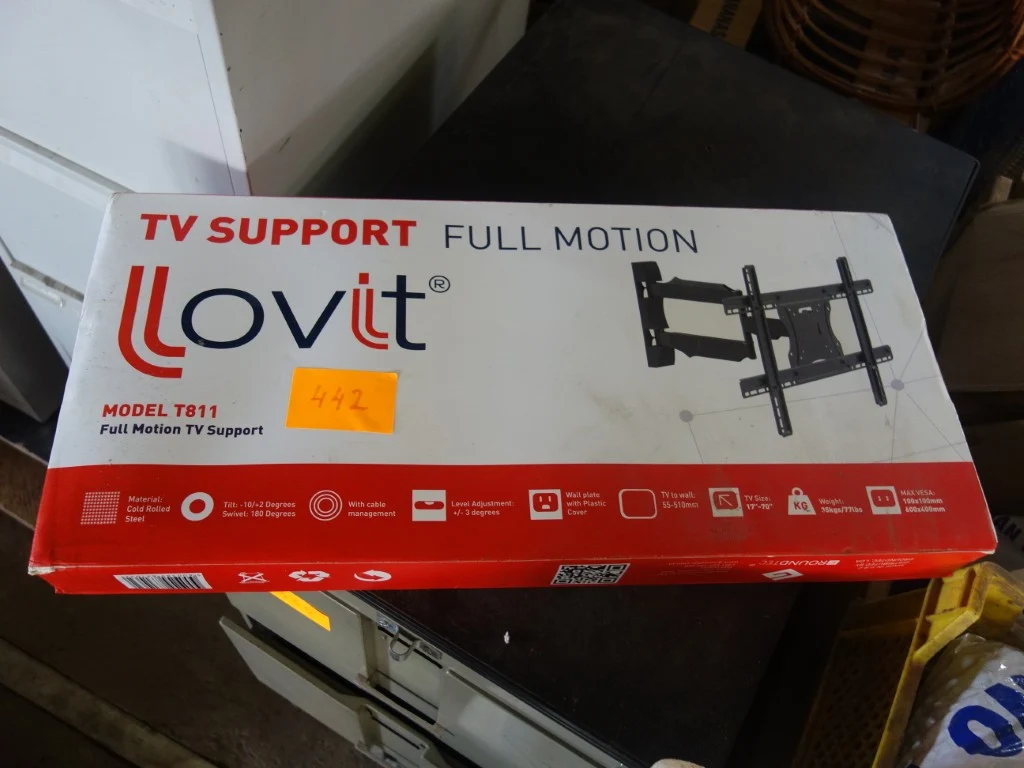 TV SUPPORT FULL MOTION
Lovit®
442
MODEL T811
Full Motion TV Support
Material:
Cold Rolled
Steel
Tilt: -10/+2 Degrees
Swivel: 180 Degrees
With cable
management
Level Adjustment:
+/- 3 degrees
Wall plate
with Plastic
Cover
TV to wall:
55-510mm
TV Size:
17"-70"
KG
Weight:
35kgs/77lbs
MAX VESA:
100x100mm
600x400mm
ROUNDTEC